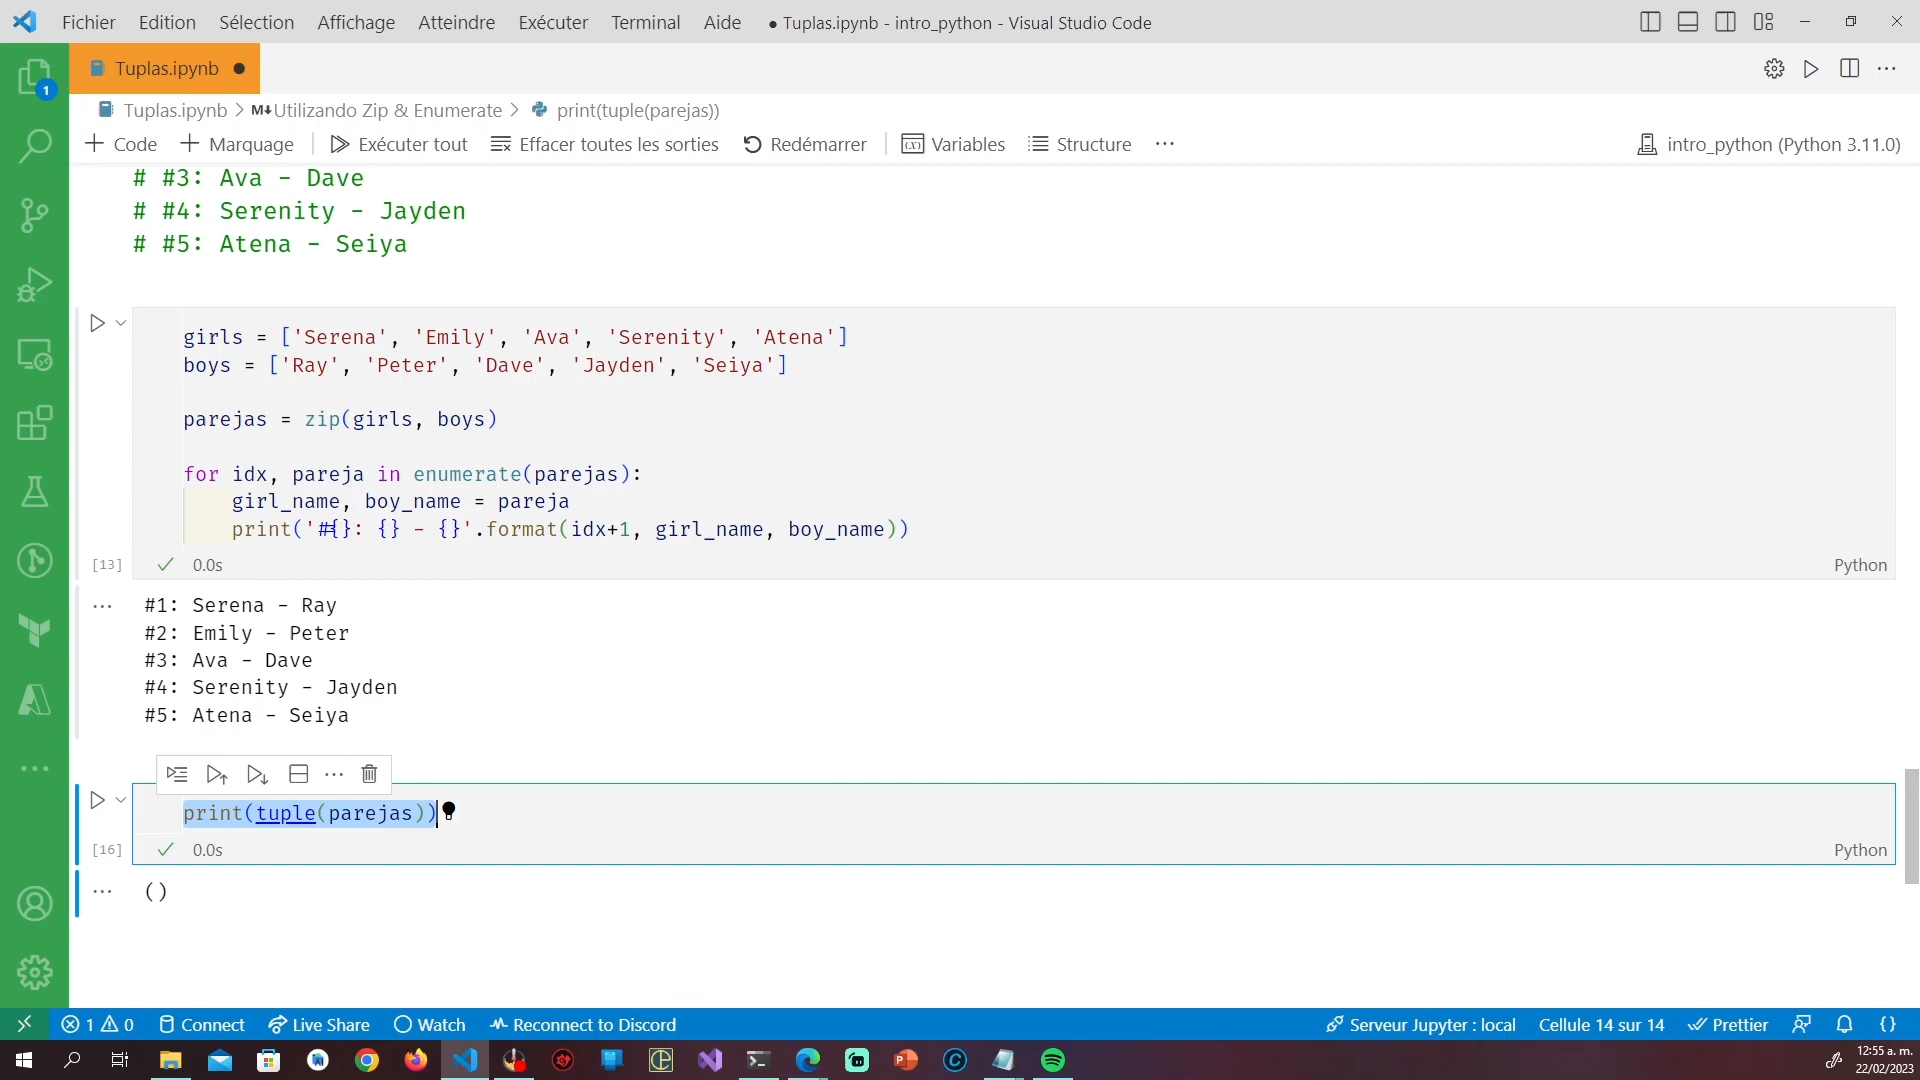 Fichier Edition Sélection Affichage Atteindre Exécuter Terminal Aide ● Tuplas.ipynb - intro_python - Visual Studio Code
1
Tuplas.ipynb ●
Tuplas.ipynb > M↓Utilizando Zip & Enumerate > print(tuple(parejas))
+ Code + Marquage Exécuter tout Effacer toutes les sorties Redémarrer Variables Structure ··· intro_python (Python 3.11.0)
# #3: Ava - Dave
# #4: Serenity - Jayden
# #5: Atena - Seiya
girls = ['Serena', 'Emily', 'Ava', 'Serenity', 'Atena']
boys = ['Ray', 'Peter', 'Dave', 'Jayden', 'Seiya']
parejas = zip(girls, boys)
for idx, pareja in enumerate(parejas):
girl_name, boy_name = pareja
print('#{}: {} - {}'.format(idx+1, girl_name, boy_name))
[13] ✓ 0.0s Python
#1: Serena - Ray
#2: Emily - Peter
#3: Ava - Dave
#4: Serenity - Jayden
#5: Atena - Seiya
print(tuple(parejas))
[16] ✓ 0.0s Python
()
1 0 Connect Live Share Watch Reconnect to Discord Serveur Jupyter : local Cellule 14 sur 14 Prettier {}
12:55 a. m.
22/02/2023